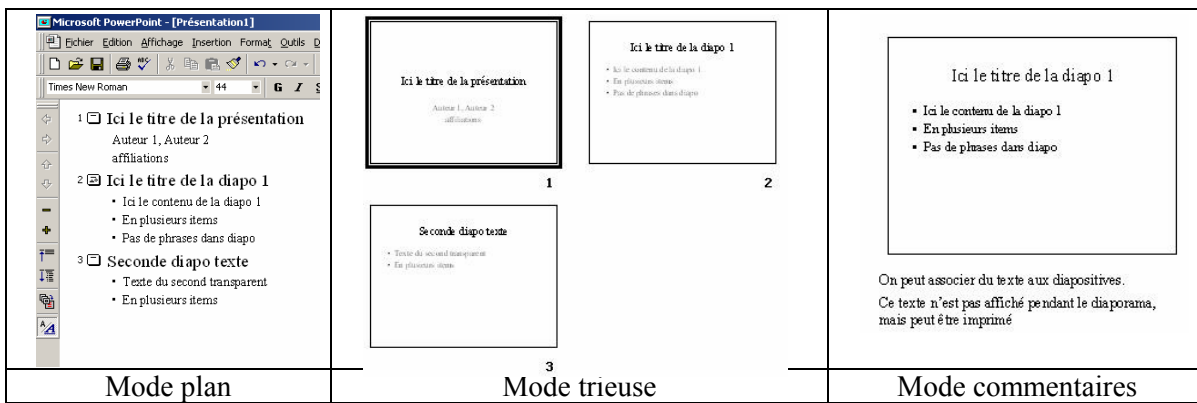 Microsoft PowerPoint - [Présentation1]
Fichier Edition Affichage Insertion Format Outils D
Times New Roman 44 G I S
1 Ici le titre de la présentation
Auteur 1, Auteur 2
affiliations
2 Ici le titre de la diapo 1
• Ici le contenu de la diapo 1
• En plusieurs items
• Pas de phrases dans diapo
3 Seconde diapo texte
• Texte du second transparent
• En plusieurs items
Mode plan
Ici le titre de la présentation
Auteur 1, Auteur 2
affiliations
1
Ici le titre de la diapo 1
• Ici le contenu de la diapo 1
• En plusieurs items
• Pas de phrases dans diapo
2
Seconde diapo texte
• Texte du second transparent
• En plusieurs items
3
Mode trieuse
Ici le titre de la diapo 1
• Ici le contenu de la diapo 1
• En plusieurs items
• Pas de phrases dans diapo
On peut associer du texte aux diapositives.
Ce texte n'est pas affiché pendant le diaporama,
mais peut être imprimé
Mode commentaires